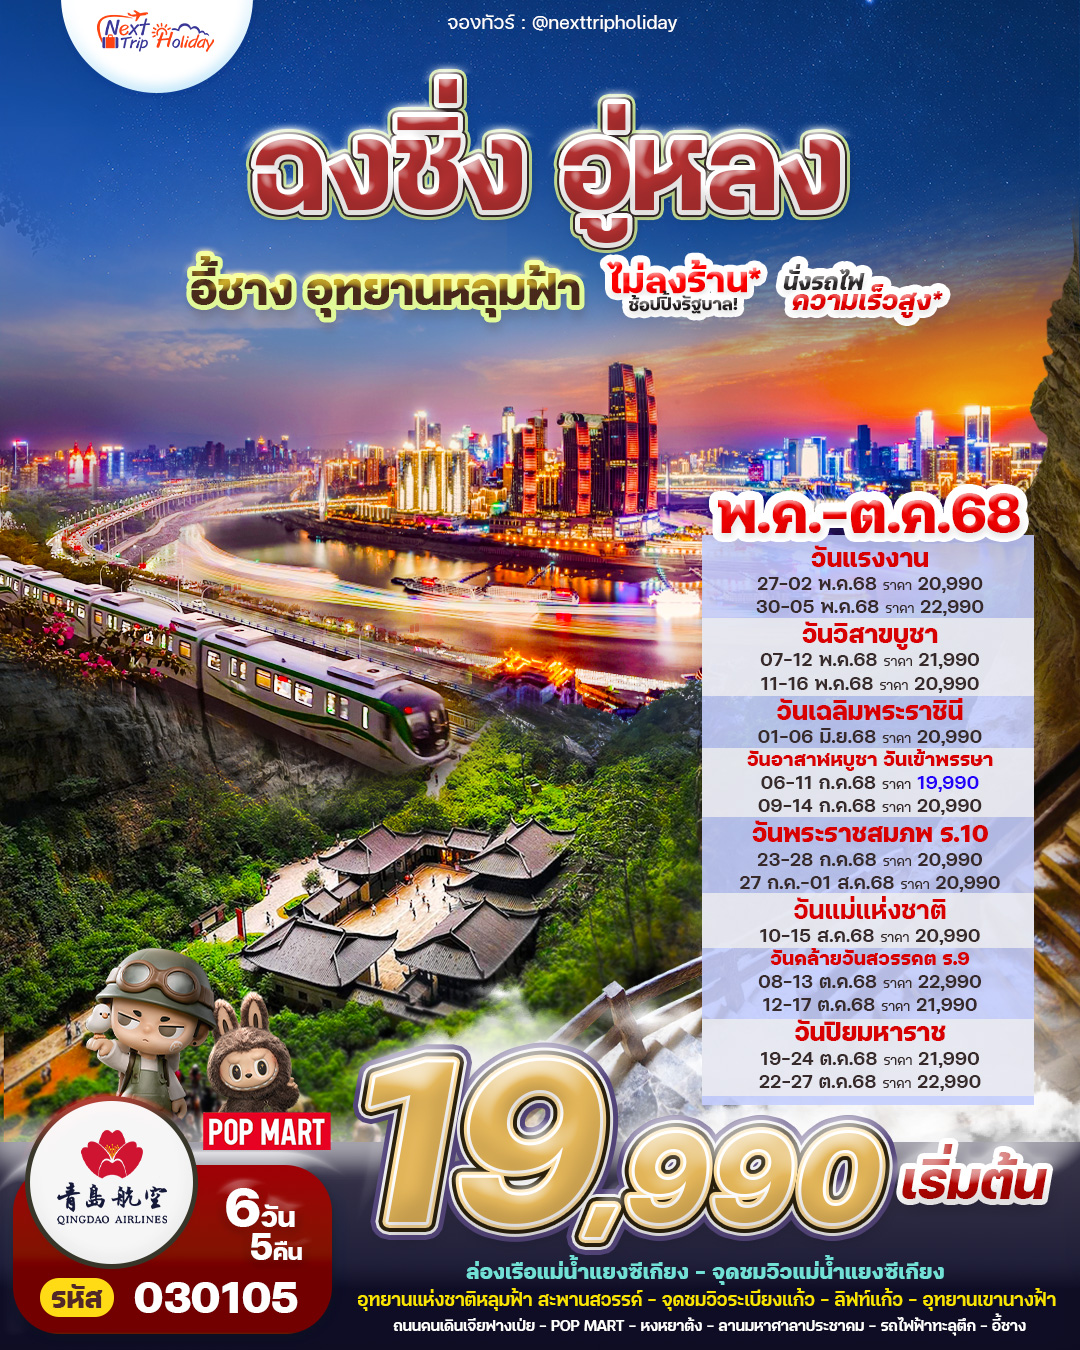 Next Trip Holiday
จองทัวร์ : @nexttripholiday
ฉงชิ่ง อู่หลง
อี้ชาง อุทยานหลุมฟ้า
ไม่ลงร้าน*
ช้อปปิ้งรัฐบาล!
นั่งรถไฟ
ความเร็วสูง*
พ.ค.-ต.ค.68
วันแรงงาน
27-02 พ.ค.68 ราคา 20,990
30-05 พ.ค.68 ราคา 22,990
วันวิสาขบูชา
07-12 พ.ค.68 ราคา 21,990
11-16 พ.ค.68 ราคา 20,990
วันเฉลิมพระราชินี
01-06 มิ.ย.68 ราคา 20,990
วันอาสาฬหบูชา วันเข้าพรรษา
06-11 ก.ค.68 ราคา 19,990
09-14 ก.ค.68 ราคา 20,990
วันพระราชสมภพ ร.10
23-28 ก.ค.68 ราคา 20,990
27 ก.ค.-01 ส.ค.68 ราคา 20,990
วันแม่แห่งชาติ
10-15 ส.ค.68 ราคา 20,990
วันคล้ายวันสวรรคต ร.9
08-13 ต.ค.68 ราคา 22,990
12-17 ต.ค.68 ราคา 21,990
วันปิยมหาราช
19-24 ต.ค.68 ราคา 21,990
22-27 ต.ค.68 ราคา 22,990
POP MART
青岛航空
QINGDAO AIRLINES
6วัน
5คืน
รหัส 030105
19,990 เริ่มต้น
ล่องเรือแม่น้ำแยงซีเกียง - จุดชมวิวแม่น้ำแยงซีเกียง
อุทยานแห่งชาติหลุมฟ้า สะพานสวรรค์ - จุดชมวิวระเบียงแก้ว - ลิฟท์แก้ว - อุทยานเขานางฟ้า
ถนนคนเดินเจียฟางเป่ย - POP MART - หงหยาต้ง - ลานมหาศาลาประชาคม - รถไฟฟ้าทะลุตึก - อี้ชาง